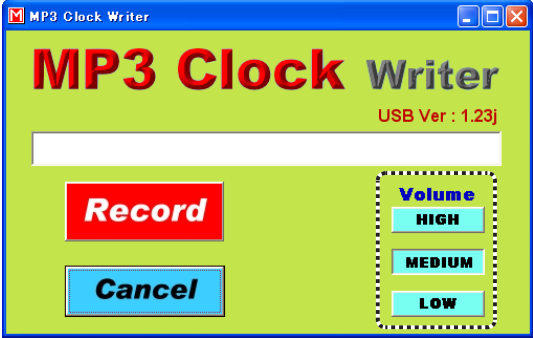 MP3 Clock Writer
MP3 Clock Writer
USB Ver : 1.23j
Record
Cancel
Volume
HIGH
MEDIUM
LOW